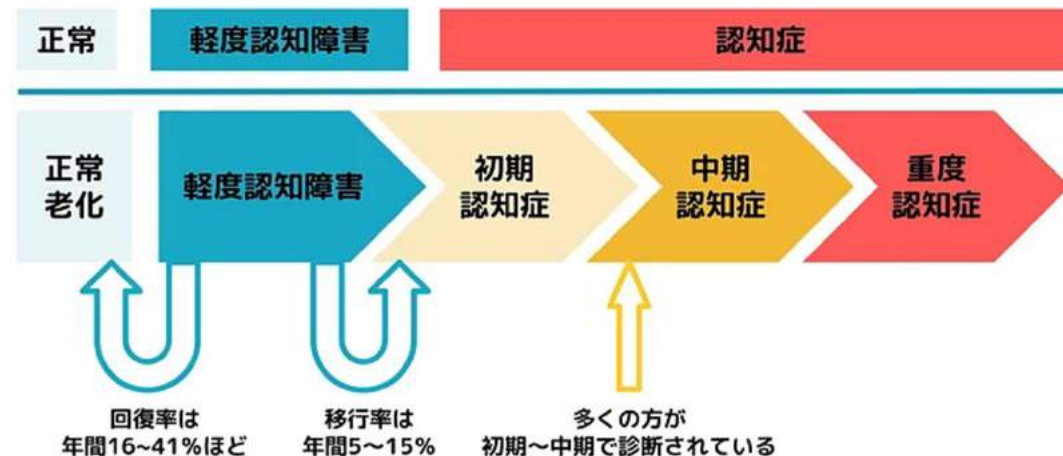 正常
軽度認知障害
認知症
正常
老化
軽度認知障害
初期
認知症
中期
認知症
重度
認知症
回復率は
年間16~41%ほど
移行率は
年間5〜15%
多くの方が
初期〜中期で診断されている